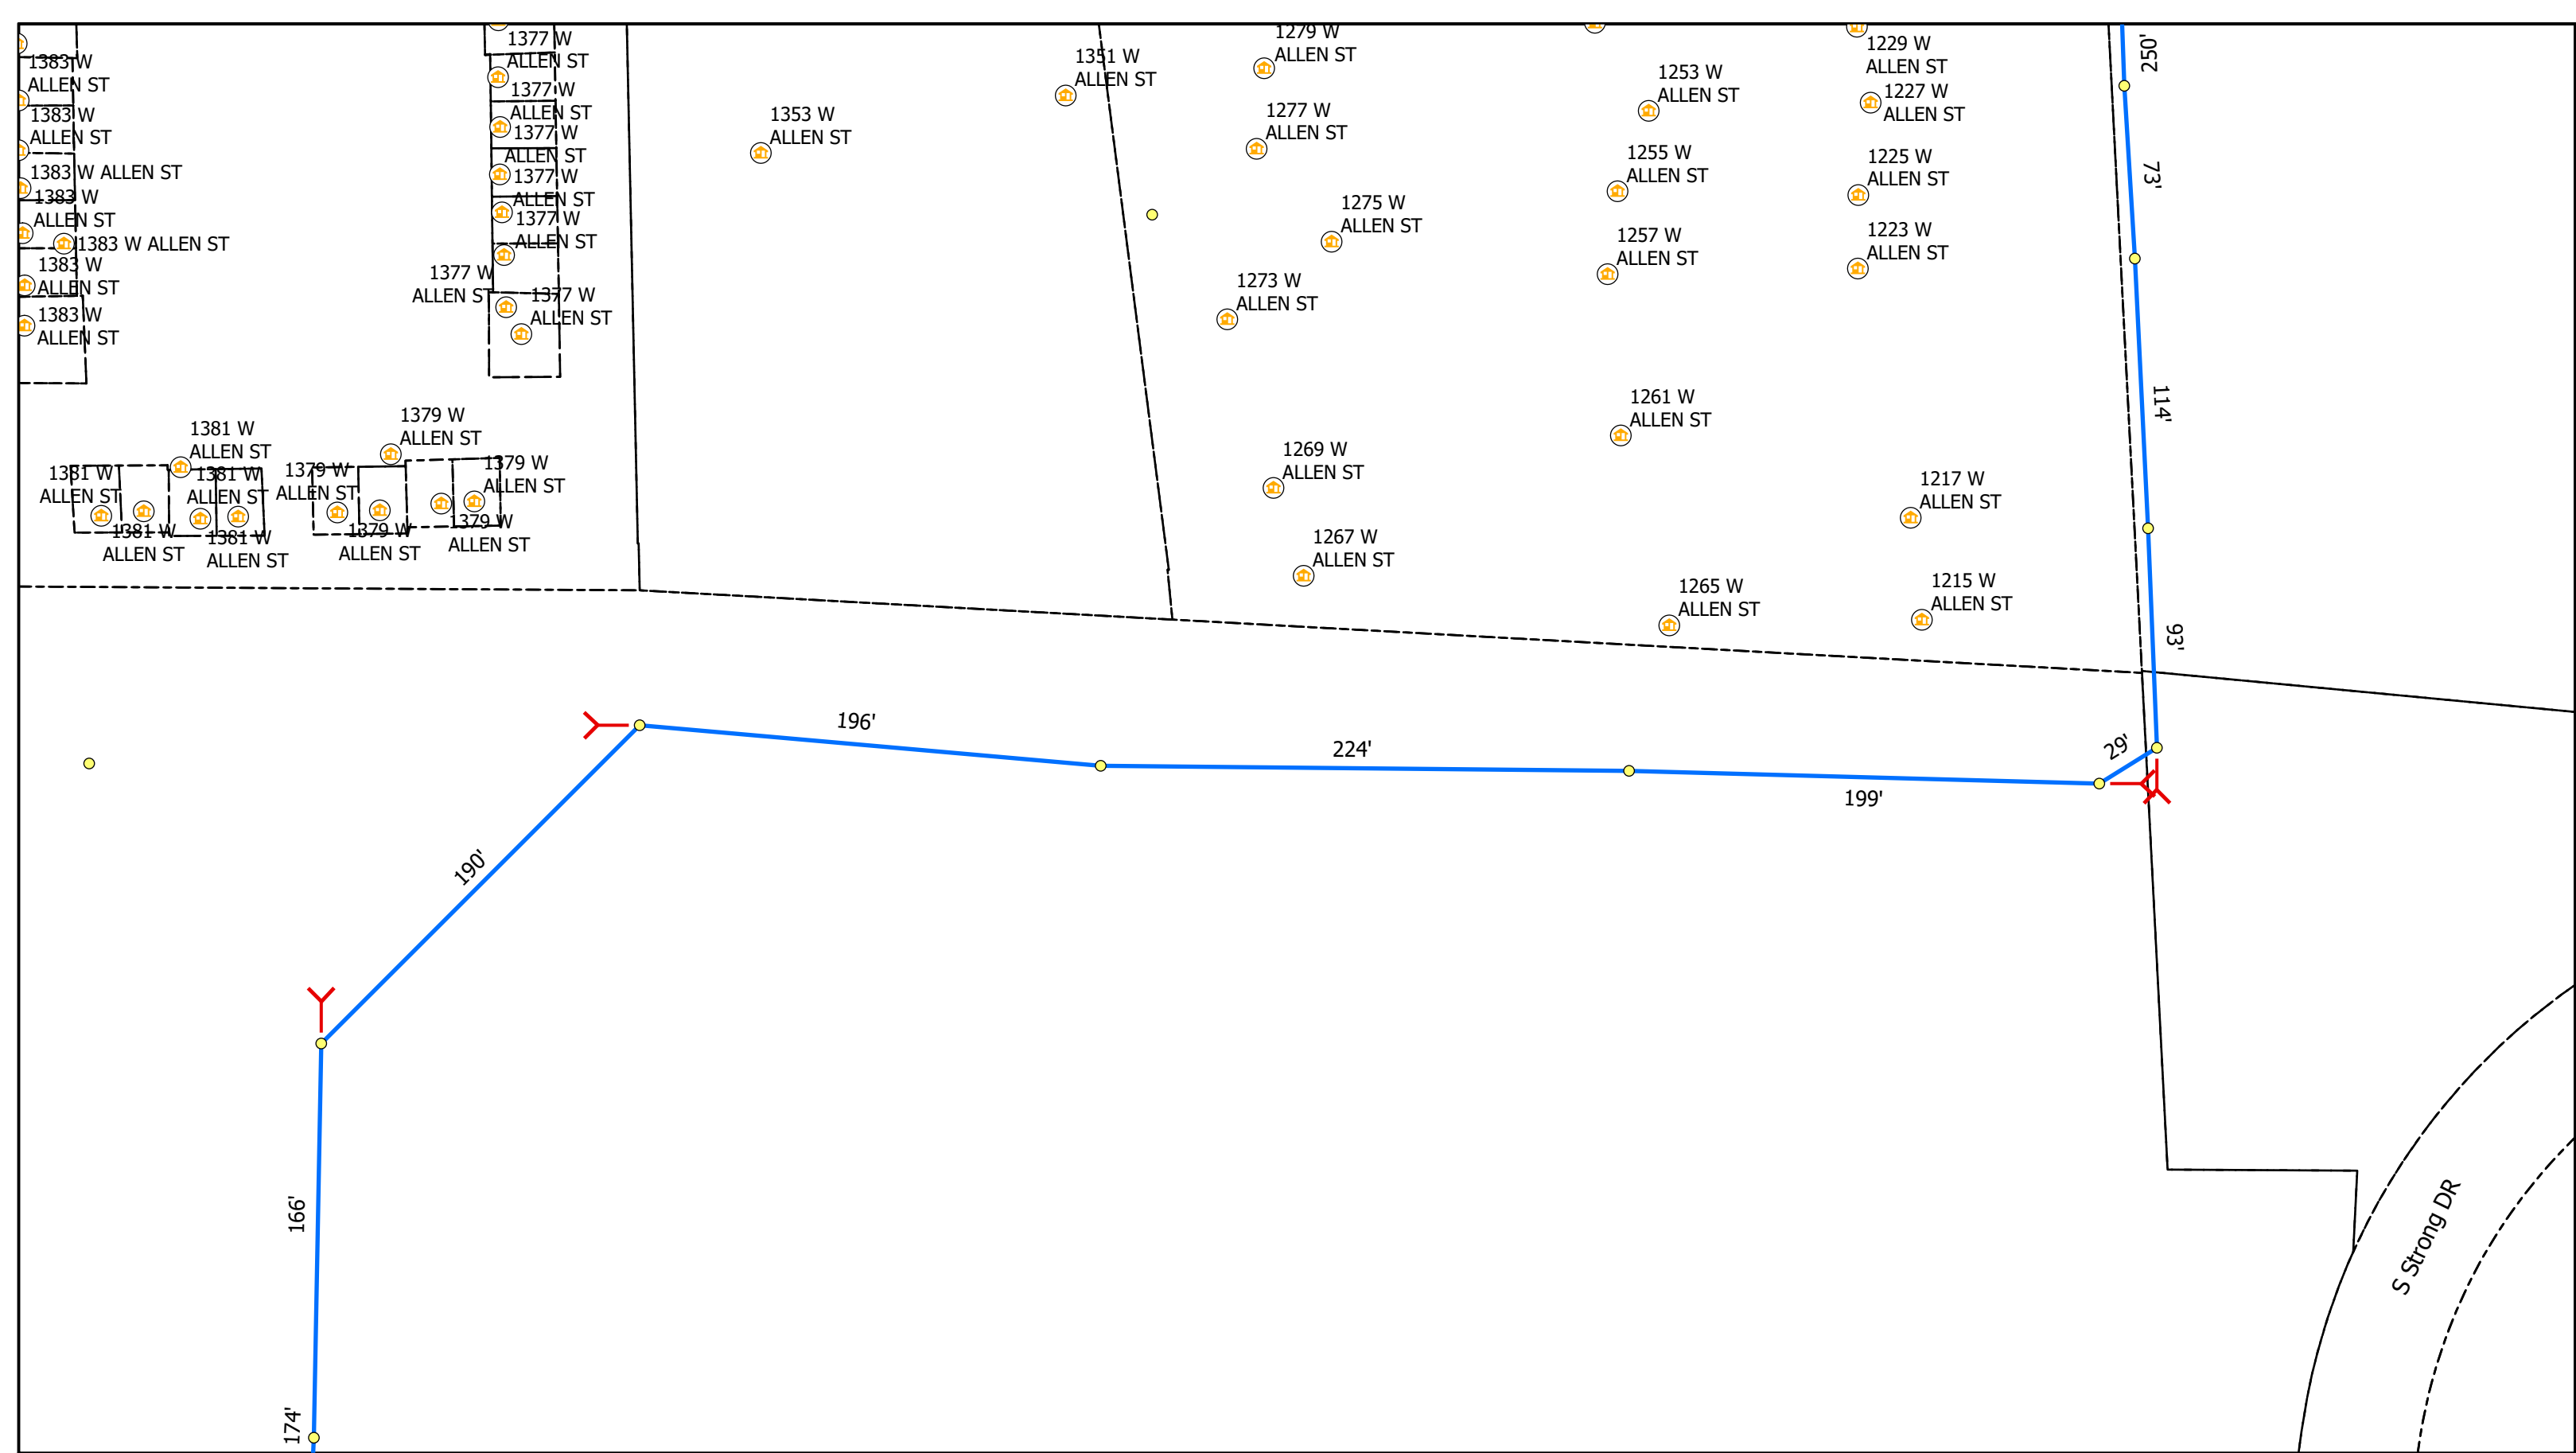 1383 W
ALLEN ST
1383 W
ALLEN ST
1383 W ALLEN ST
1383 W
ALLEN ST
1383 W ALLEN ST
1383 W
ALLEN ST
1383 W
ALLEN ST
1377 W
ALLEN ST
1377 W
ALLEN ST
1377 W
ALLEN ST
1377 W
ALLEN ST
1377 W
ALLEN ST
1377 W
ALLEN ST
1377 W
ALLEN ST
1353 W
ALLEN ST
1351 W
ALLEN ST
1279 W
ALLEN ST
1277 W
ALLEN ST
1275 W
ALLEN ST
1273 W
ALLEN ST
1269 W
ALLEN ST
1267 W
ALLEN ST
1253 W
ALLEN ST
1255 W
ALLEN ST
1257 W
ALLEN ST
1261 W
ALLEN ST
1265 W
ALLEN ST
1229 W
ALLEN ST
1227 W
ALLEN ST
1225 W
ALLEN ST
1223 W
ALLEN ST
1217 W
ALLEN ST
1215 W
ALLEN ST
250'
73'
114'
93'
1381 W
ALLEN ST
1381 W
ALLEN ST
1381 W
ALLEN ST
1381 W
ALLEN ST
1381 W
ALLEN ST
1379 W
ALLEN ST
1379 W
ALLEN ST
1379 W
ALLEN ST
1379 W
ALLEN ST
1379 W
ALLEN ST
196'
224'
199'
29'
190'
166'
174'
S Strong DR